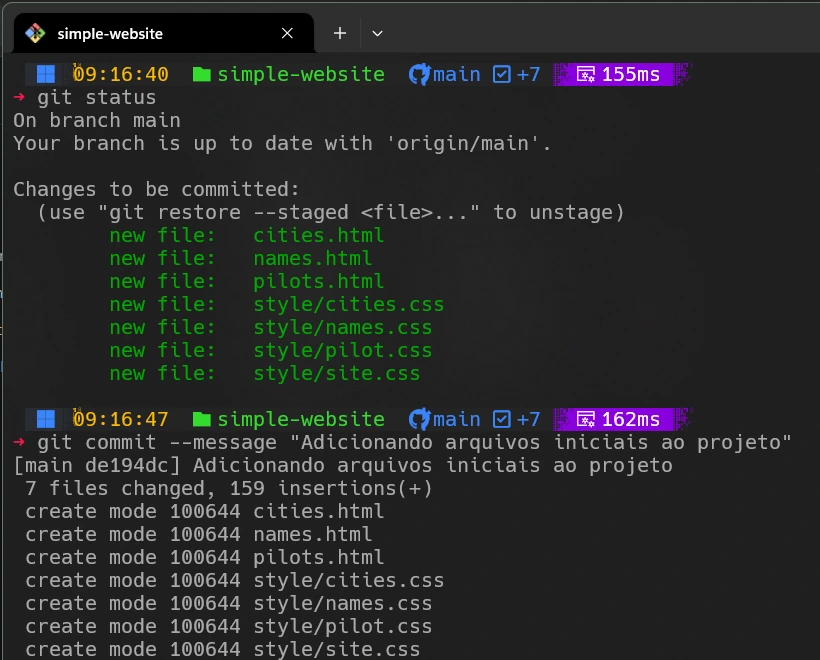 simple-website
09:16:40 simple-website main +7 155ms
→ git status
On branch main
Your branch is up to date with 'origin/main'.
Changes to be committed:
(use "git restore --staged <file>..." to unstage)
new file: cities.html
new file: names.html
new file: pilots.html
new file: style/cities.css
new file: style/names.css
new file: style/pilot.css
new file: style/site.css
09:16:47 simple-website main +7 162ms
→ git commit --message "Adicionando arquivos iniciais ao projeto"
[main de194dc] Adicionando arquivos iniciais ao projeto
7 files changed, 159 insertions(+)
create mode 100644 cities.html
create mode 100644 names.html
create mode 100644 pilots.html
create mode 100644 style/cities.css
create mode 100644 style/names.css
create mode 100644 style/pilot.css
create mode 100644 style/site.css